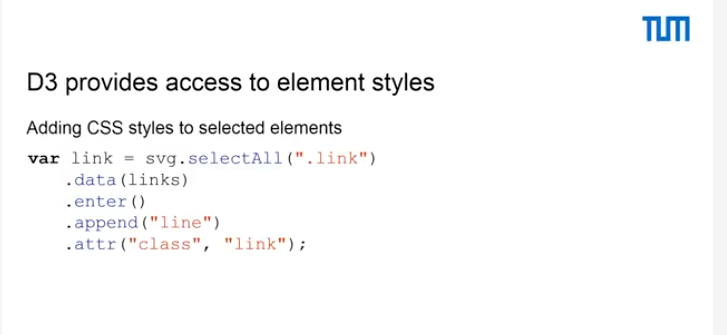 TUM
D3 provides access to element styles
Adding CSS styles to selected elements
var link = svg.selectAll(".link")
.data(links)
.enter()
.append("line")
.attr("class", "link");